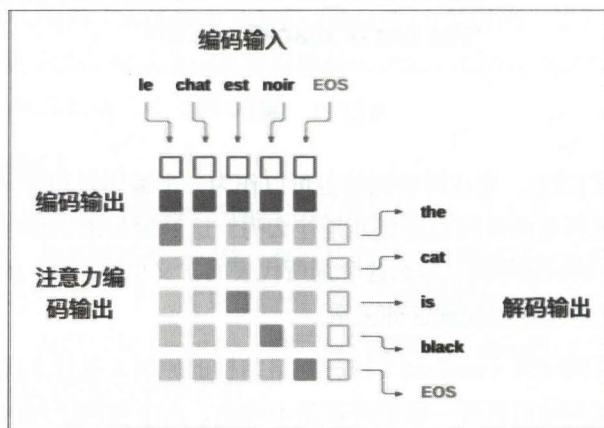 编码输入
le chat est noir EOS
编码输出
the
cat
注意力编
码输出
is
解码输出
black
EOS